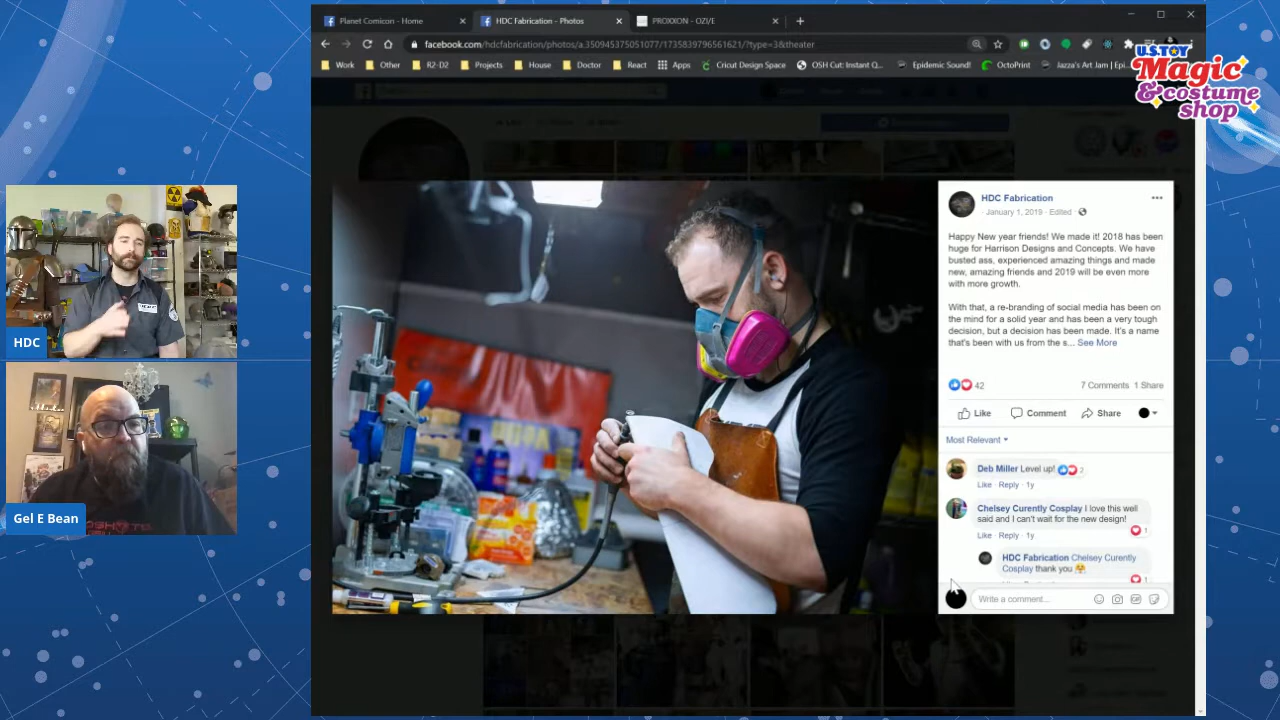 Planet Comicon - Home
HDC Fabrication - Photos
PROXXION - OZI/E
facebook.com/hdcfabrication/photos/a.350945375051077/1735839796561621/?type=3&theater
Work
Other
R2-D2
Projects
House
Doctor
React
Apps
Cricut Design Space
OSH Cut: Instant Q...
Epidemic Sound!
OctoPrint
Jazza's Art Jam | Epi...
U.S. TOY
Magic
& costume
shop
HDC
Gel E Bean
HDC Fabrication
· January 1, 2019 · Edited ·
Happy New year friends! We made it! 2018 has been
huge for Harrison Designs and Concepts. We have
busted ass, experienced amazing things and made
new, amazing friends and 2019 will be even more
with more growth.
With that, a re-branding of social media has been on
the mind for a solid year and has been a very tough
decision, but a decision has been made. It's a name
that's been with us from the s... See More
42
7 Comments 1 Share
Like
Comment
Share
Most Relevant
Deb Miller Level up!
2
Like · Reply · 1y
Chelsey Curently Cosplay I love this well
said and I can't wait for the new design!
1
Like · Reply · 1y
HDC Fabrication Chelsey Curently
Cosplay thank you
1
Write a comment...